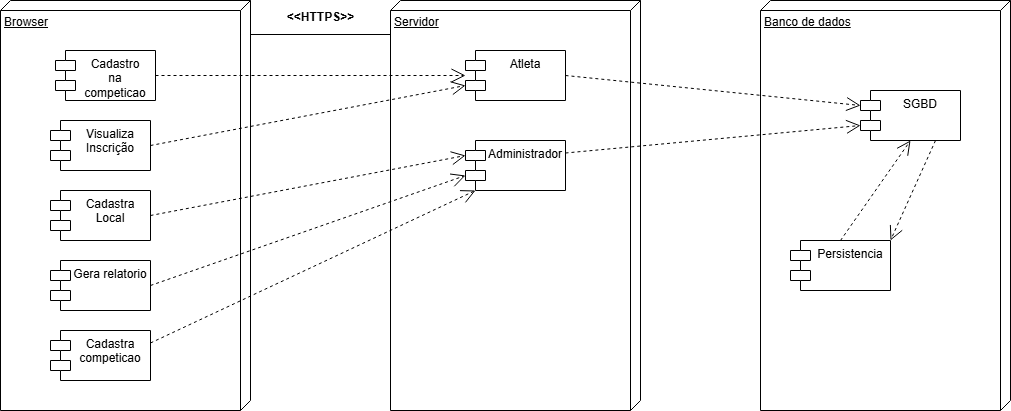 Browser
<<HTTPS>>
Servidor
Banco de dados
Cadastro
na
competicao
Visualiza
Inscrição
Cadastra
Local
Gera relatorio
Cadastra
competicao
Atleta
Administrador
SGBD
Persistencia